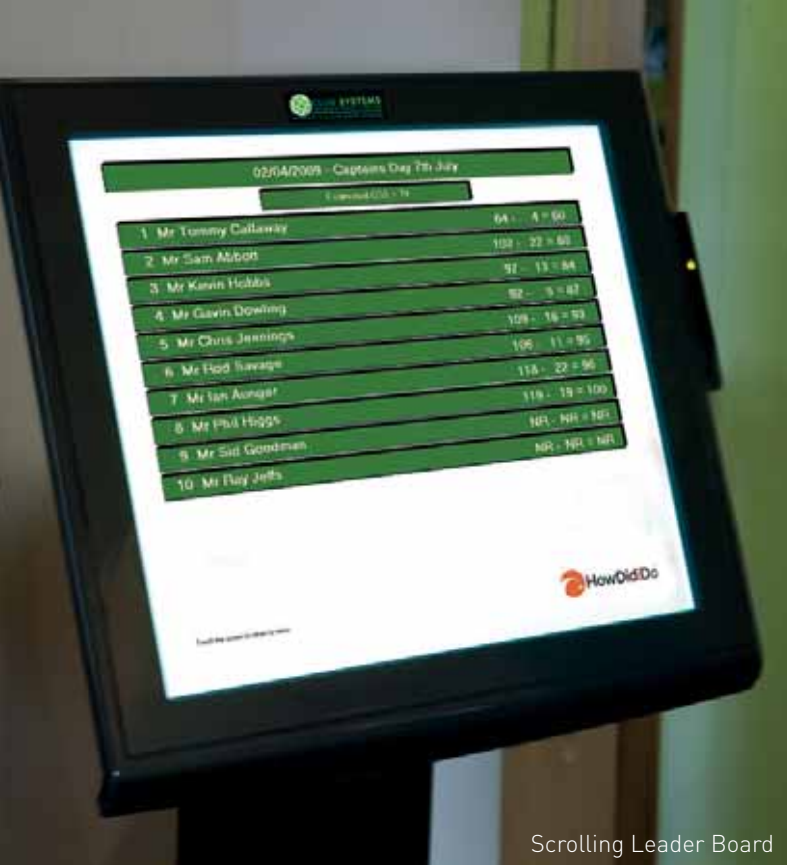 SYSTEMS
02/04/2009 - Captains Day 7th July
1 Mr Tommy Callaway 64 - 4 = 60
2 Mr Sam Abbott 102 - 22 = 80
3 Mr Kevin Hobbs 97 - 13 = 84
4 Mr Gavin Dowling 92 - 5 = 87
5 Mr Chris Jennings 109 - 16 = 93
6 Mr Rod Savage 106 - 11 = 95
7 Mr Ian Aunger 118 - 22 = 96
8 Mr Phil Higgs 119 - 19 = 100
9 Mr Sid Goodman NR - NR = NR
10 Mr Ray Jeffs NR - NR = NR
HowDidiDo
Touch the screen
Scrolling Leader Board